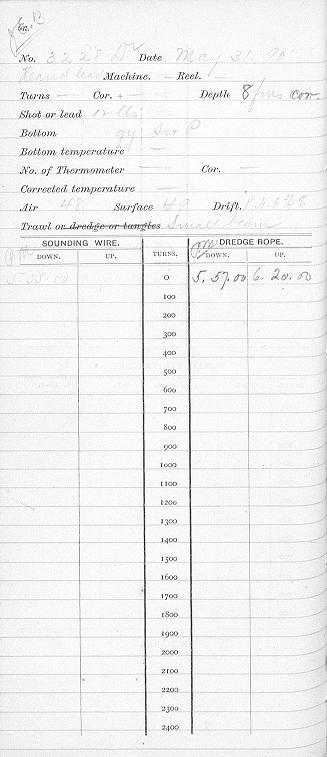 En. B
No. 3228 Dr Date May 31. 90
Hand lead Machine. — Reel. —
Turns — Cor. + — Depth 8 fms Cor.
Shot or lead 12 lbs
Bottom gy P
Bottom temperature —
No. of Thermometer — Cor. —
Corrected temperature —
Air 48 Surface 49 Drift.
Trawl or dredge or tangles Small beam
SOUNDING WIRE. DREDGE ROPE.
PM DOWN. UP. TURNS. PM DOWN. UP.
5.55.00 0 5.57.00 6.20.00
100
200
300
400
500
600
700
800
900
1000
1100
1200
1300
1400
1500
1600
1700
1800
1900
2000
2100
2200
2300
2400